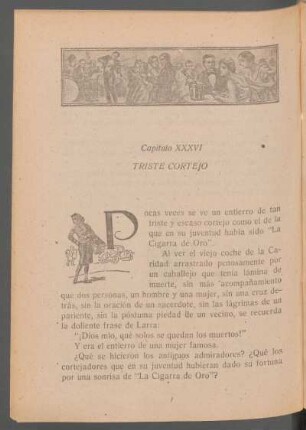 Capítulo XXXVI
TRISTE CORTEJO
Pocas veces se ve un entierro de tan
triste y escaso cortejo como el de la
que en su juventud había sido "La
Cigarra de Oro".
Al ver el viejo coche de la Ca-
ridad arrastrado penosamente por
un caballejo que tenía lámina de
muerte, sin más acompañamiento
que dos personas, un hombre y una mujer, sin una cruz de-
trás, sin la oración de un sacerdote, sin las lágrimas de un
pariente, sin la póstuma piedad de un vecino, se recuerda
la doliente frase de Larra:
"¡Dios mío, qué solos se quedan los muertos!"
Y era el entierro de una mujer famosa.
¿Qué se hicieron los antiguos admiradores? ¿Qué los
cortejadores que en su juventud hubieran dado su fortuna
por una sonrisa de "La Cigarra de Oro"?